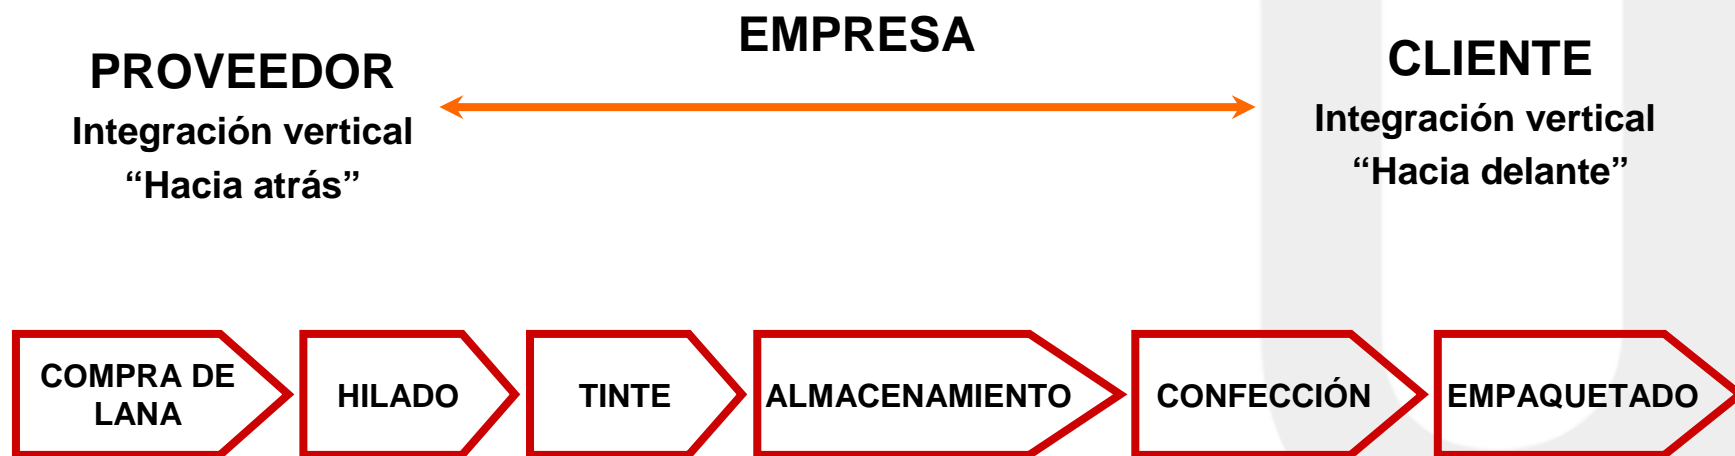 EMPRESA
PROVEEDOR
Integración vertical
“Hacia atrás”
CLIENTE
Integración vertical
“Hacia delante”
COMPRA DE
LANA
HILADO
TINTE
ALMACENAMIENTO
CONFECCIÓN
EMPAQUETADO